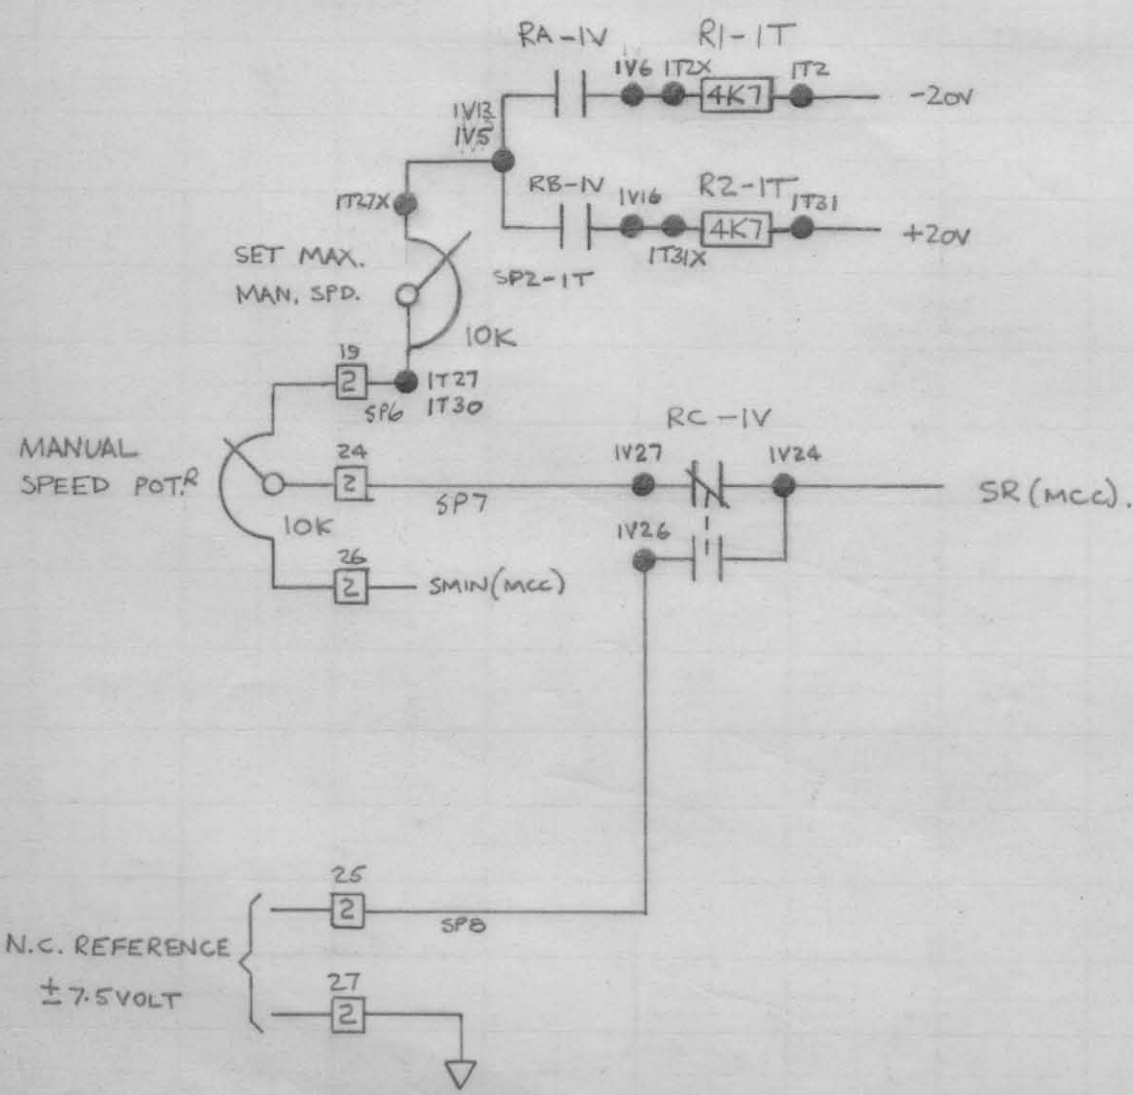 RA-1V
R1-1T
1V6
1T2X
4K7
1T2
-20V
1V13
1V5
RB-1V
R2-1T
1V16
1T31X
4K7
1T31
+20V
1T27X
SET MAX.
MAN. SPD.
SP2-1T
10K
19
2
SP6
1T27
1T30
MANUAL
SPEED POT.R
10K
24
2
SP7
RC-1V
1V27
1V24
SR (MCC).
1V26
26
2
SMIN(MCC)
25
2
SP8
N.C. REFERENCE
± 7.5 VOLT
27
2